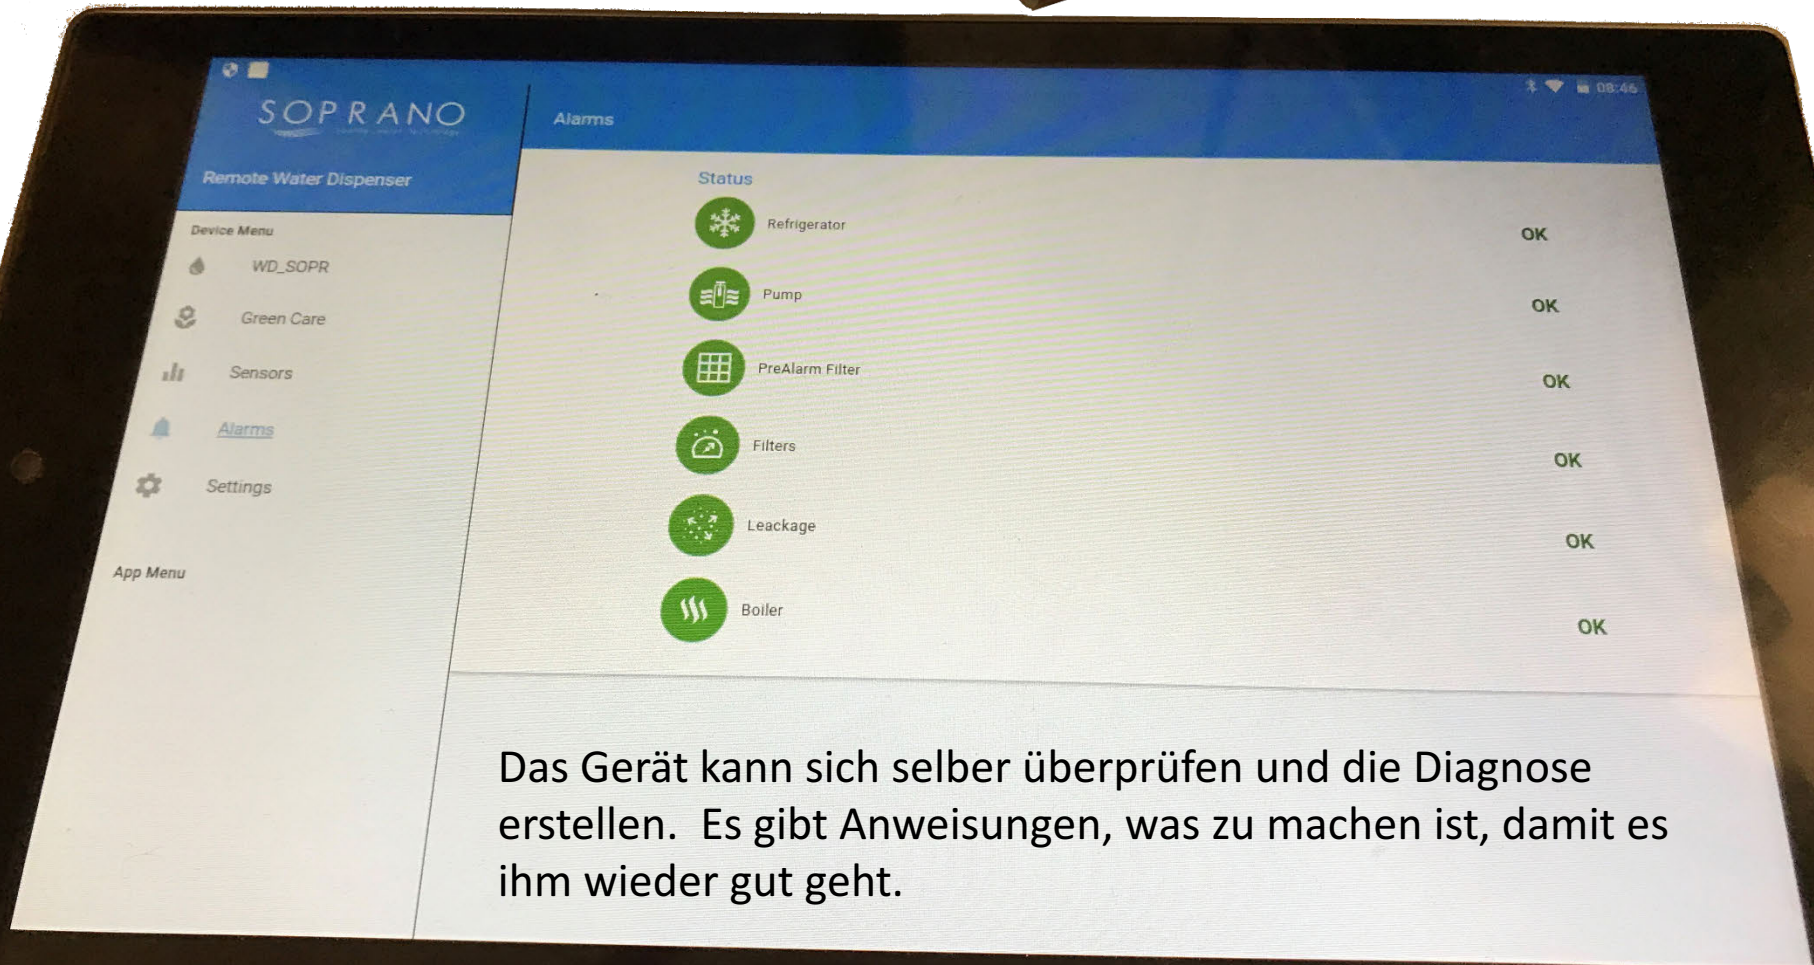 08:46
SOPRANO
Alarms
Remote Water Dispenser
Device Menu
WD_SOPR
Green Care
Sensors
Alarms
Settings
App Menu
Status
Refrigerator OK
Pump OK
PreAlarm Filter OK
Filters OK
Leackage OK
Boiler OK
Das Gerät kann sich selber überprüfen und die Diagnose
erstellen.  Es gibt Anweisungen, was zu machen ist, damit es
ihm wieder gut geht.